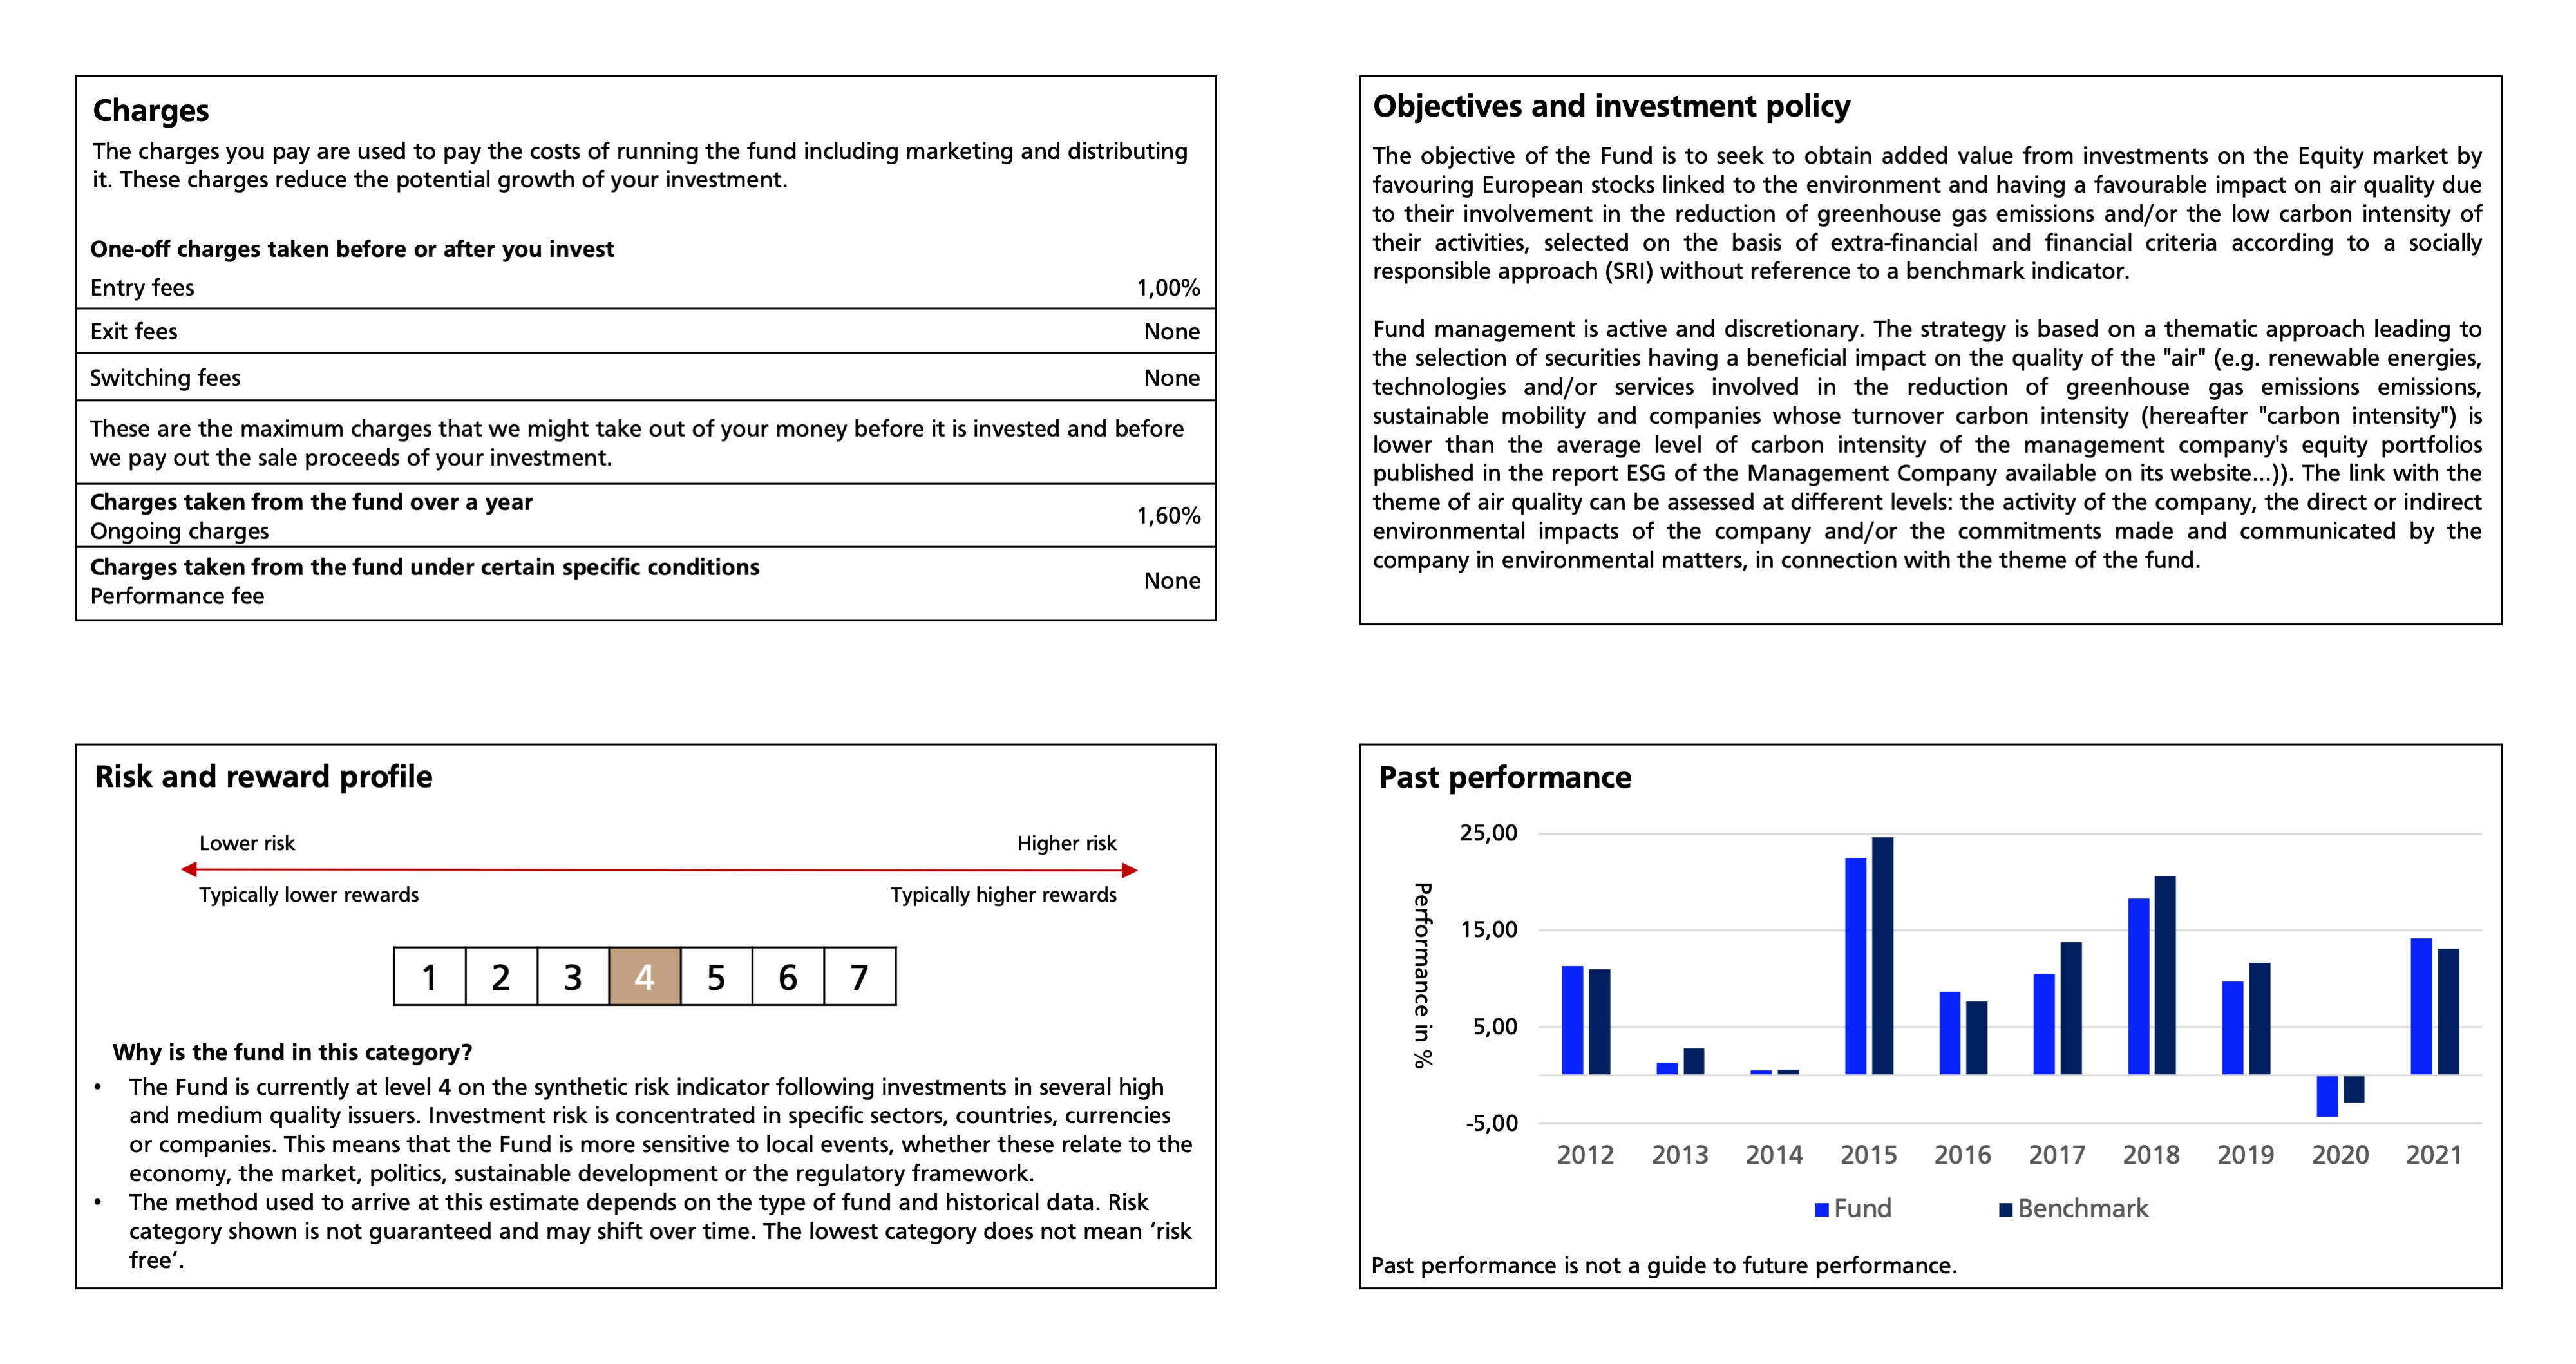 Charges
The charges you pay are used to pay the costs of running the fund including marketing and distributing
it. These charges reduce the potential growth of your investment.
One-off charges taken before or after you invest
Entry fees 1,00%
Exit fees None
Switching fees None
These are the maximum charges that we might take out of your money before it is invested and before
we pay out the sale proceeds of your investment.
Charges taken from the fund over a year
Ongoing charges 1,60%
Charges taken from the fund under certain specific conditions
Performance fee None
Objectives and investment policy
The objective of the Fund is to seek to obtain added value from investments on the Equity market by
favouring European stocks linked to the environment and having a favourable impact on air quality due
to their involvement in the reduction of greenhouse gas emissions and/or the low carbon intensity of
their activities, selected on the basis of extra-financial and financial criteria according to a socially
responsible approach (SRI) without reference to a benchmark indicator.
Fund management is active and discretionary. The strategy is based on a thematic approach leading to
the selection of securities having a beneficial impact on the quality of the "air" (e.g. renewable energies,
technologies and/or services involved in the reduction of greenhouse gas emissions emissions,
sustainable mobility and companies whose turnover carbon intensity (hereafter "carbon intensity") is
lower than the average level of carbon intensity of the management company's equity portfolios
published in the report ESG of the Management Company available on its website...)). The link with the
theme of air quality can be assessed at different levels: the activity of the company, the direct or indirect
environmental impacts of the company and/or the commitments made and communicated by the
company in environmental matters, in connection with the theme of the fund.
Risk and reward profile
Lower risk Higher risk
Typically lower rewards Typically higher rewards
1 2 3 4 5 6 7
Why is the fund in this category?
• The Fund is currently at level 4 on the synthetic risk indicator following investments in several high
and medium quality issuers. Investment risk is concentrated in specific sectors, countries, currencies
or companies. This means that the Fund is more sensitive to local events, whether these relate to the
economy, the market, politics, sustainable development or the regulatory framework.
• The method used to arrive at this estimate depends on the type of fund and historical data. Risk
category shown is not guaranteed and may shift over time. The lowest category does not mean ‘risk
free’.
Past performance
Performance in %
25,00
15,00
5,00
-5,00
2012 2013 2014 2015 2016 2017 2018 2019 2020 2021
Fund Benchmark
Past performance is not a guide to future performance.